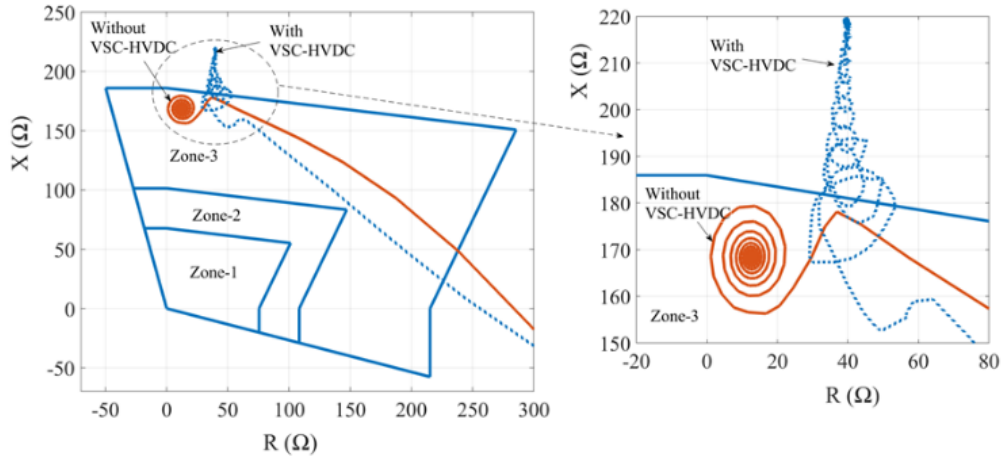 Without
VSC-HVDC
With
VSC-HVDC
250
200
150
100
50
0
-50
X (Ω)
Zone-3
Zone-2
Zone-1
-50 0 50 100 150 200 250 300
R (Ω)
220
210
200
190
180
170
160
150
X (Ω)
With
VSC-HVDC
Without
VSC-HVDC
Zone-3
-20 0 20 40 60 80
R (Ω)